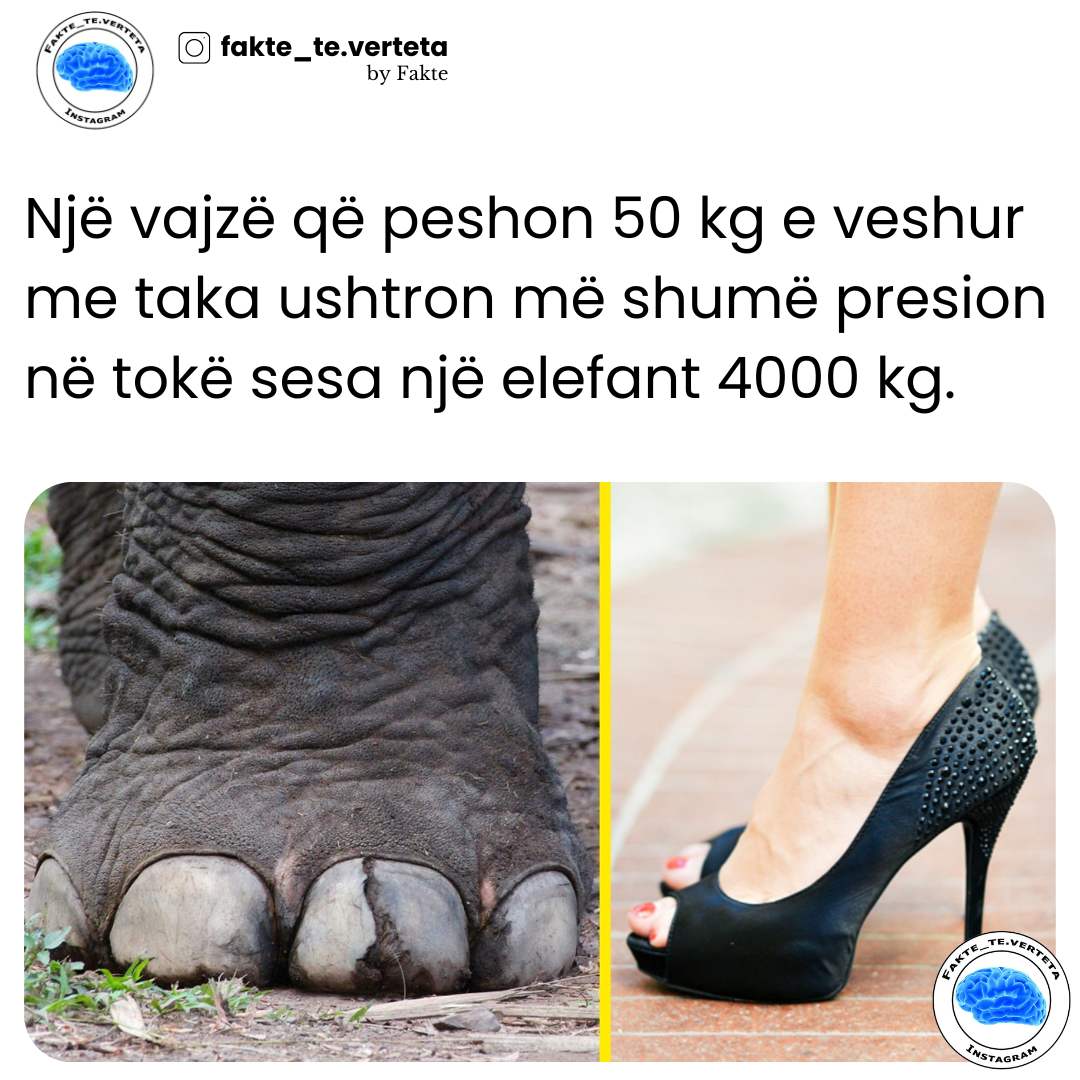 FAKTE_TE.VERTETA
INSTAGRAM
fakte_te.verteta
by Fakte
Një vajzë që peshon 50 kg e veshur
me taka ushtron më shumë presion
në tokë sesa një elefant 4000 kg.
FAKTE_TE.VERTETA
INSTAGRAM